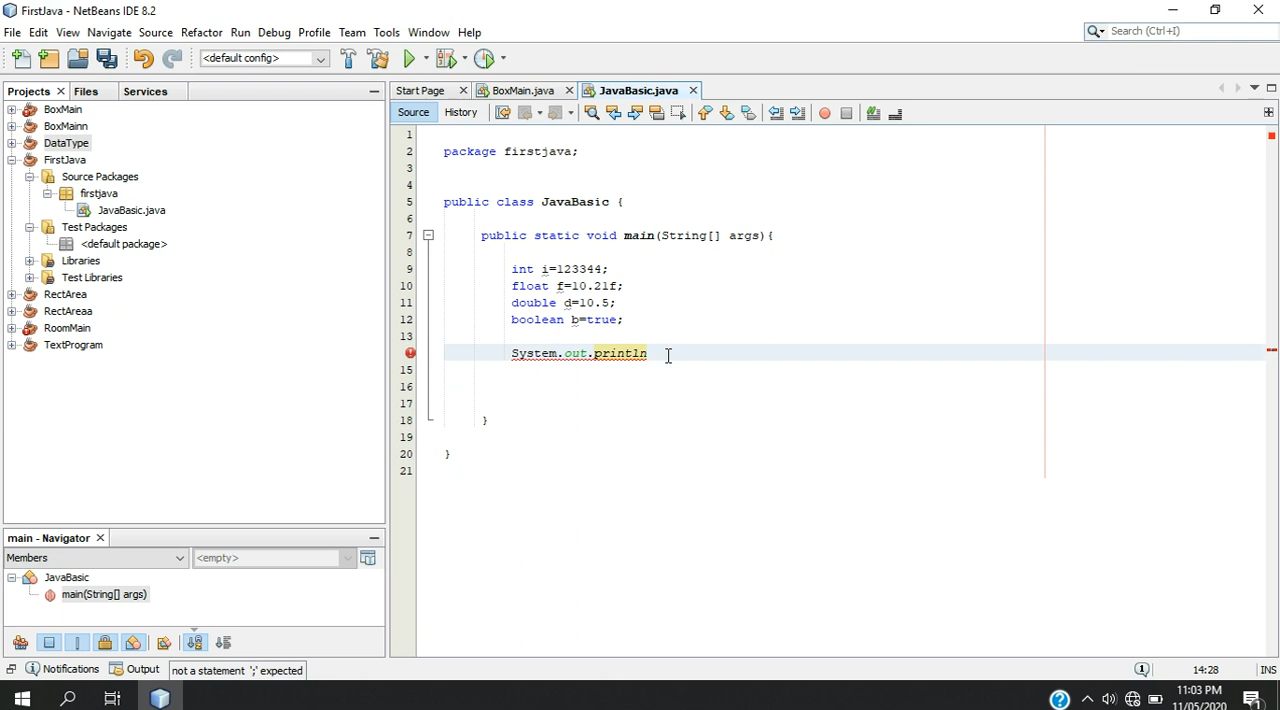 FirstJava - NetBeans IDE 8.2
File Edit View Navigate Source Refactor Run Debug Profile Team Tools Window Help
Search (Ctrl+I)
<default config>
Projects Files Services
Start Page BoxMain.java JavaBasic.java
Source History
BoxMain
BoxMainn
DataType
FirstJava
Source Packages
firstjava
JavaBasic.java
Test Packages
<default package>
Libraries
Test Libraries
RectArea
RectAreaa
RoomMain
TextProgram
1
2 package firstjava;
3
4
5 public class JavaBasic {
6
7 public static void main(String[] args){
8
9 int i=123344;
10 float f=10.21f;
11 double d=10.5;
12 boolean b=true;
13
System.out.println
15
16
17
18 }
19
20 }
21
main - Navigator
Members <empty>
JavaBasic
main(String[] args)
Notifications Output not a statement ';' expected
1 14:28 INS
11:03 PM
11/05/2020
1